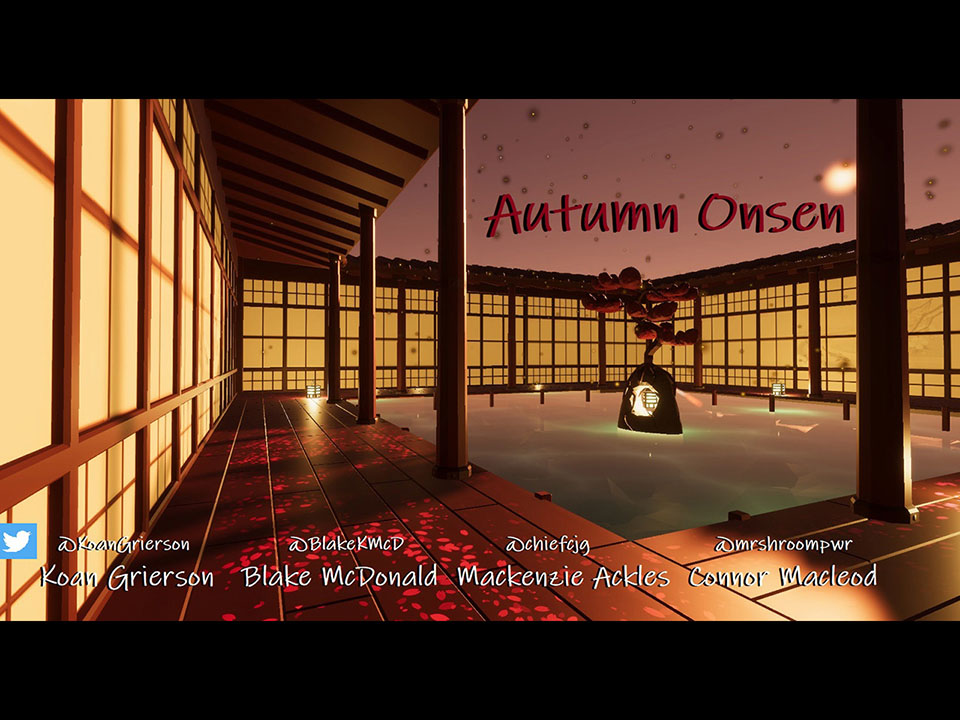 Autumn Onsen
@KoanGrierson @BlakeKMcD @chiefcjg @mrshroompwr
Koan Grierson Blake McDonald Mackenzie Ackles Connor Macleod